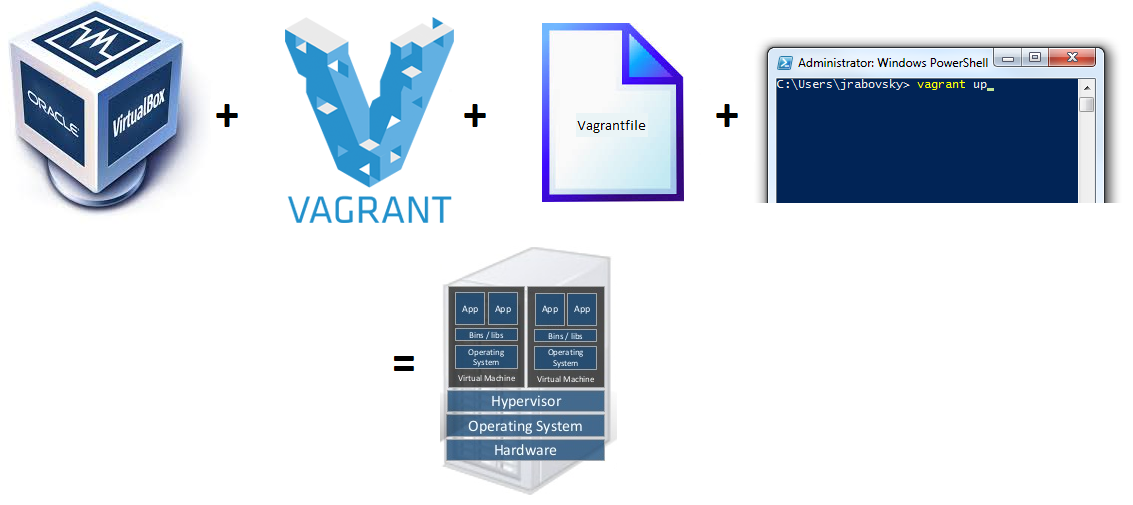 ORACLE
VirtualBox
+
VAGRANT
+
Vagrantfile
+
Administrator: Windows PowerShell
C:\Users\jrabovsky> vagrant up_
=
App App App App
Bins / libs Bins / libs
Operating System Operating System
Virtual Machine Virtual Machine
Hypervisor
Operating System
Hardware